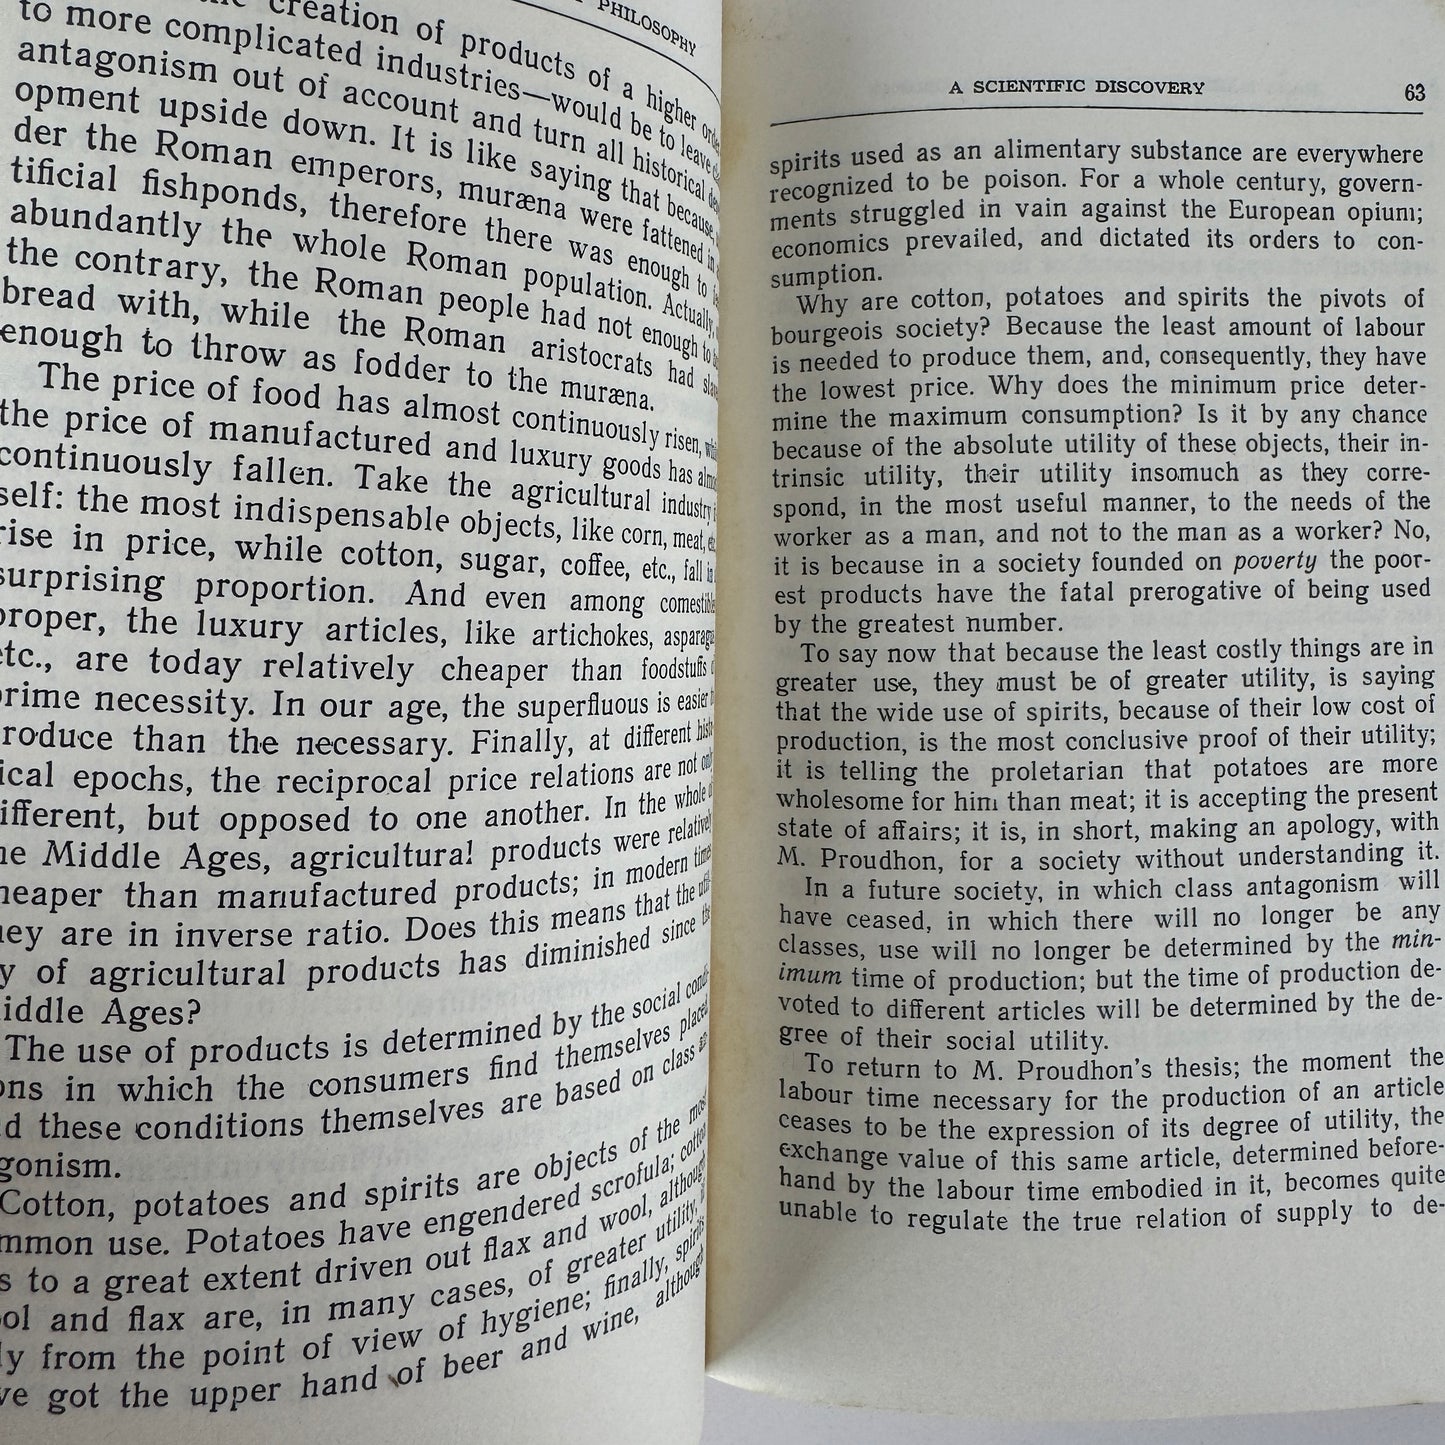 PHILOSOPHY
creation of products of a higher
to more complicated industries—would be to leave
antagonism out of account and turn all historical
opment upside down. It is like saying that because,
der the Roman emperors, muræna were fattened in
tificial fishponds, therefore there was enough to
abundantly the whole Roman population. Actually,
the contrary, the Roman people had not enough to
bread with, while the Roman aristocrats had
enough to throw as fodder to the muræna.
The price of food has almost continuously risen,
the price of manufactured and luxury goods has
continuously fallen. Take the agricultural industry
self: the most indispensable objects, like corn, meat, etc.,
rise in price, while cotton, sugar, coffee, etc., fall in
surprising proportion. And even among
proper, the luxury articles, like artichokes,
etc., are today relatively cheaper than foodstuffs
prime necessity. In our age, the superfluous is easier
roduce than the necessary. Finally, at different
ical epochs, the reciprocal price relations are not only
ifferent, but opposed to one another. In the whole
he Middle Ages, agricultural products were relatively
heaper than manufactured products; in modern
hey are in inverse ratio. Does this means that the
y of agricultural products has diminished since the
iddle Ages?
The use of products is determined by the social
ons in which the consumers find themselves placed,
d these conditions themselves are based on class
gonism.
Cotton, potatoes and spirits are objects of the most
mmon use. Potatoes have engendered scrofula; cotton
s to a great extent driven out flax and wool, although
ol and flax are, in many cases, of greater utility,
ly from the point of view of hygiene; finally, spirits
ve got the upper hand of beer and wine, although
A SCIENTIFIC DISCOVERY 63
spirits used as an alimentary substance are everywhere
recognized to be poison. For a whole century, govern-
ments struggled in vain against the European opium;
economics prevailed, and dictated its orders to con-
sumption.
Why are cotton, potatoes and spirits the pivots of
bourgeois society? Because the least amount of labour
is needed to produce them, and, consequently, they have
the lowest price. Why does the minimum price deter-
mine the maximum consumption? Is it by any chance
because of the absolute utility of these objects, their in-
trinsic utility, their utility insomuch as they corre-
spond, in the most useful manner, to the needs of the
worker as a man, and not to the man as a worker? No,
it is because in a society founded on poverty the poor-
est products have the fatal prerogative of being used
by the greatest number.
To say now that because the least costly things are in
greater use, they must be of greater utility, is saying
that the wide use of spirits, because of their low cost of
production, is the most conclusive proof of their utility;
it is telling the proletarian that potatoes are more
wholesome for him than meat; it is accepting the present
state of affairs; it is, in short, making an apology, with
M. Proudhon, for a society without understanding it.
In a future society, in which class antagonism will
have ceased, in which there will no longer be any
classes, use will no longer be determined by the min-
imum time of production; but the time of production de-
voted to different articles will be determined by the de-
gree of their social utility.
To return to M. Proudhon's thesis; the moment the
labour time necessary for the production of an article
ceases to be the expression of its degree of utility, the
exchange value of this same article, determined before-
hand by the labour time embodied in it, becomes quite
unable to regulate the true relation of supply to de-